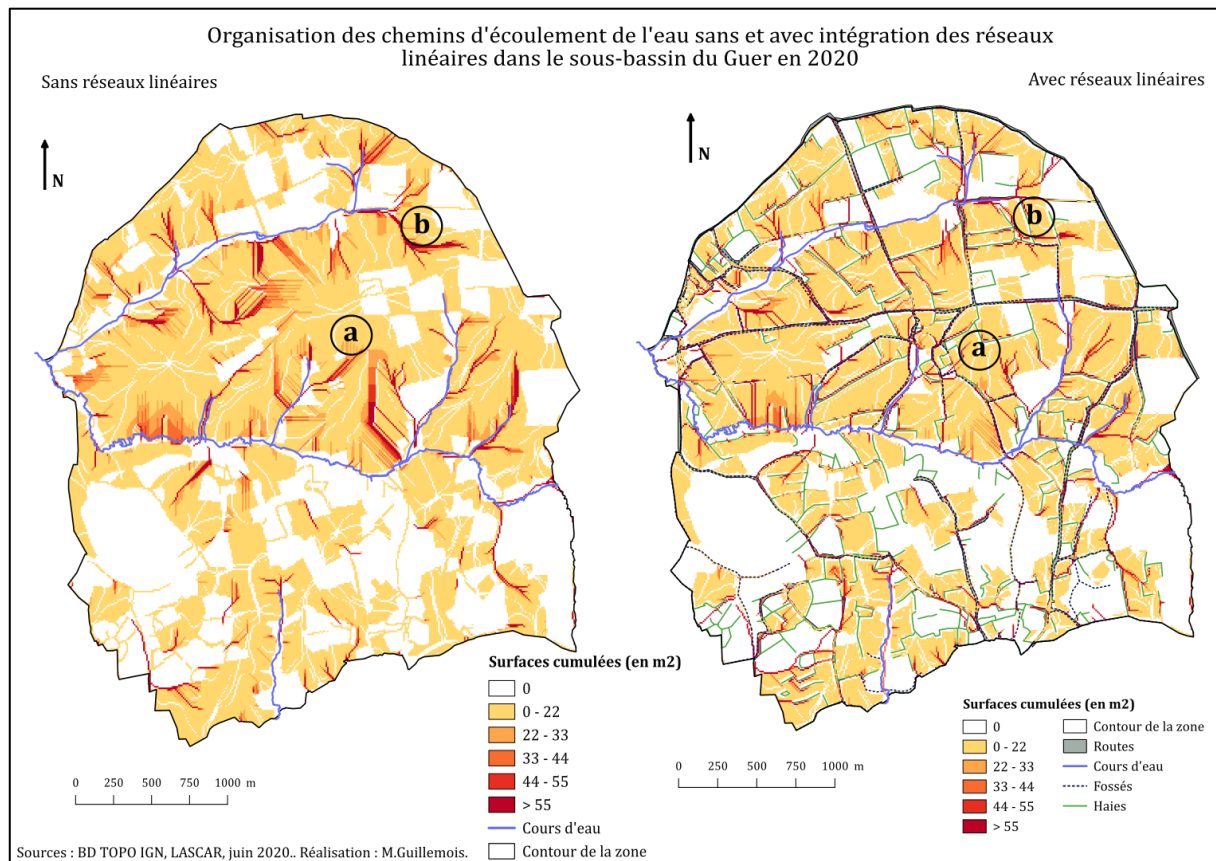 Organisation des chemins d'écoulement de l'eau sans et avec intégration des réseaux
linéaires dans le sous-bassin du Guer en 2020
Sans réseaux linéaires
Avec réseaux linéaires
N
b
a
N
b
a
Surfaces cumulées (en m2)
0
0 - 22
22 - 33
33 - 44
44 - 55
> 55
Cours d'eau
Contour de la zone
0 250 500 750 1000 m
Surfaces cumulées (en m2)
0
0 - 22
22 - 33
33 - 44
44 - 55
> 55
Contour de la zone
Routes
Cours d'eau
Fossés
Haies
0 250 500 750 1000 m
Sources : BD TOPO IGN, LASCAR, juin 2020.. Réalisation : M.Guillemois.